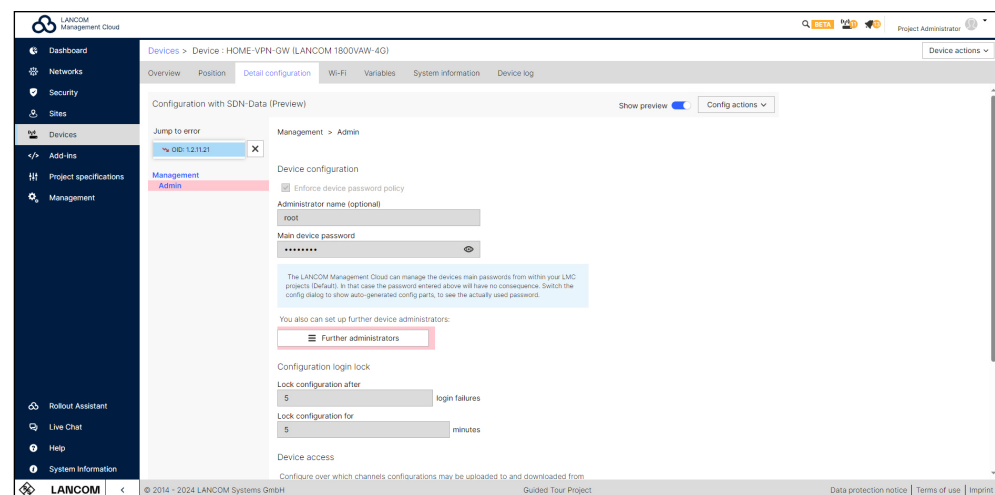 LANCOM
Management Cloud
BETA
Project Administrator
Dashboard
Networks
Security
Sites
Devices
Add-ins
Project specifications
Management
Rollout Assistant
Live Chat
Help
System Information
LANCOM
Devices > Device : HOME-VPN-GW (LANCOM 1800VAW-4G)
Device actions
Overview Position Detail configuration Wi-Fi Variables System information Device log
Configuration with SDN-Data (Preview)
Show preview
Config actions
Jump to error
OID: 1.2.11.21
Management
Admin
Management > Admin
Device configuration
Enforce device password policy
Administrator name (optional)
root
Main device password
••••••••
The LANCOM Management Cloud can manage the devices main passwords from within your LMC
projects (Default). In that case the password entered above will have no consequence. Switch the
config dialog to show auto-generated config parts, to see the actually used password.
You also can set up further device administrators:
Further administrators
Configuration login lock
Lock configuration after
5 login failures
Lock configuration for
5 minutes
Device access
Configure over which channels configurations may be uploaded to and downloaded from
© 2014 - 2024 LANCOM Systems GmbH
Guided Tour Project
Data protection notice | Terms of use | Imprint